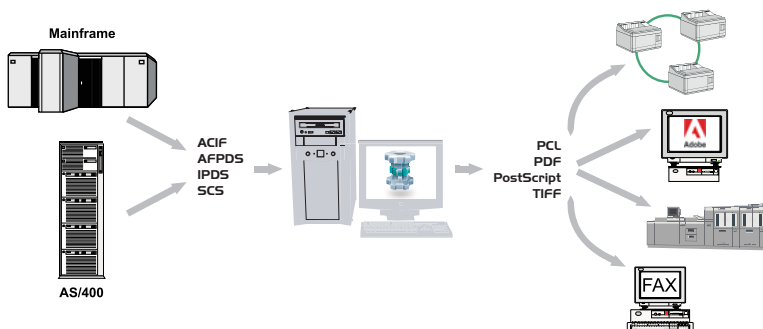 Mainframe
AS/400
ACIF
AFPDS
IPDS
SCS
PCL
PDF
PostScript
TIFF
Adobe
FAX